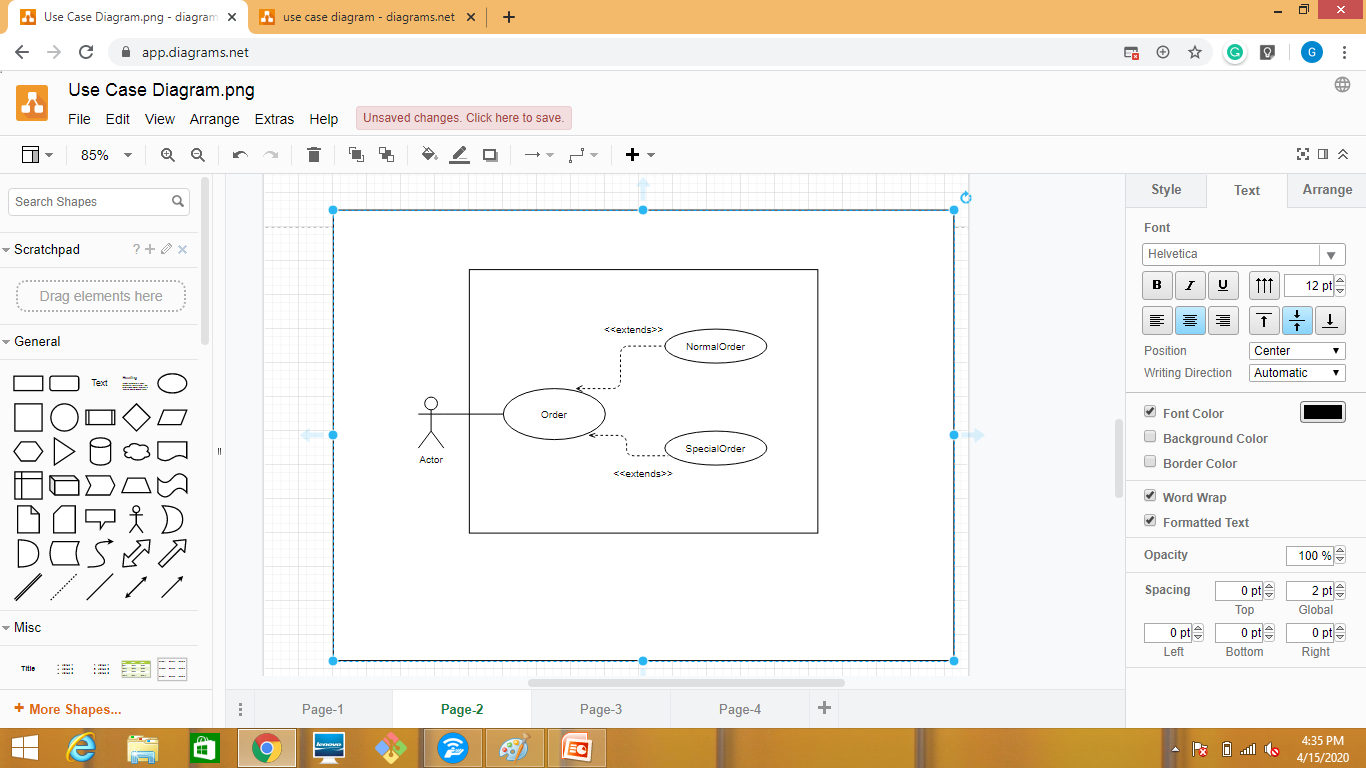 Use Case Diagram.png - diagram
use case diagram - diagrams.net
app.diagrams.net
G
Use Case Diagram.png
File Edit View Arrange Extras Help Unsaved changes. Click here to save.
85%
Search Shapes
Scratchpad ?
Drag elements here
General
Text
Misc
Title
+ More Shapes...
<<extends>>
NormalOrder
Order
SpecialOrder
Actor
<<extends>>
Page-1 Page-2 Page-3 Page-4
Style Text Arrange
Font
Helvetica
B I U 12 pt
Position Center
Writing Direction Automatic
Font Color
Background Color
Border Color
Word Wrap
Formatted Text
Opacity 100 %
Spacing 0 pt 2 pt
Top Global
0 pt 0 pt 0 pt
Left Bottom Right
lenovo
4:35 PM
4/15/2020